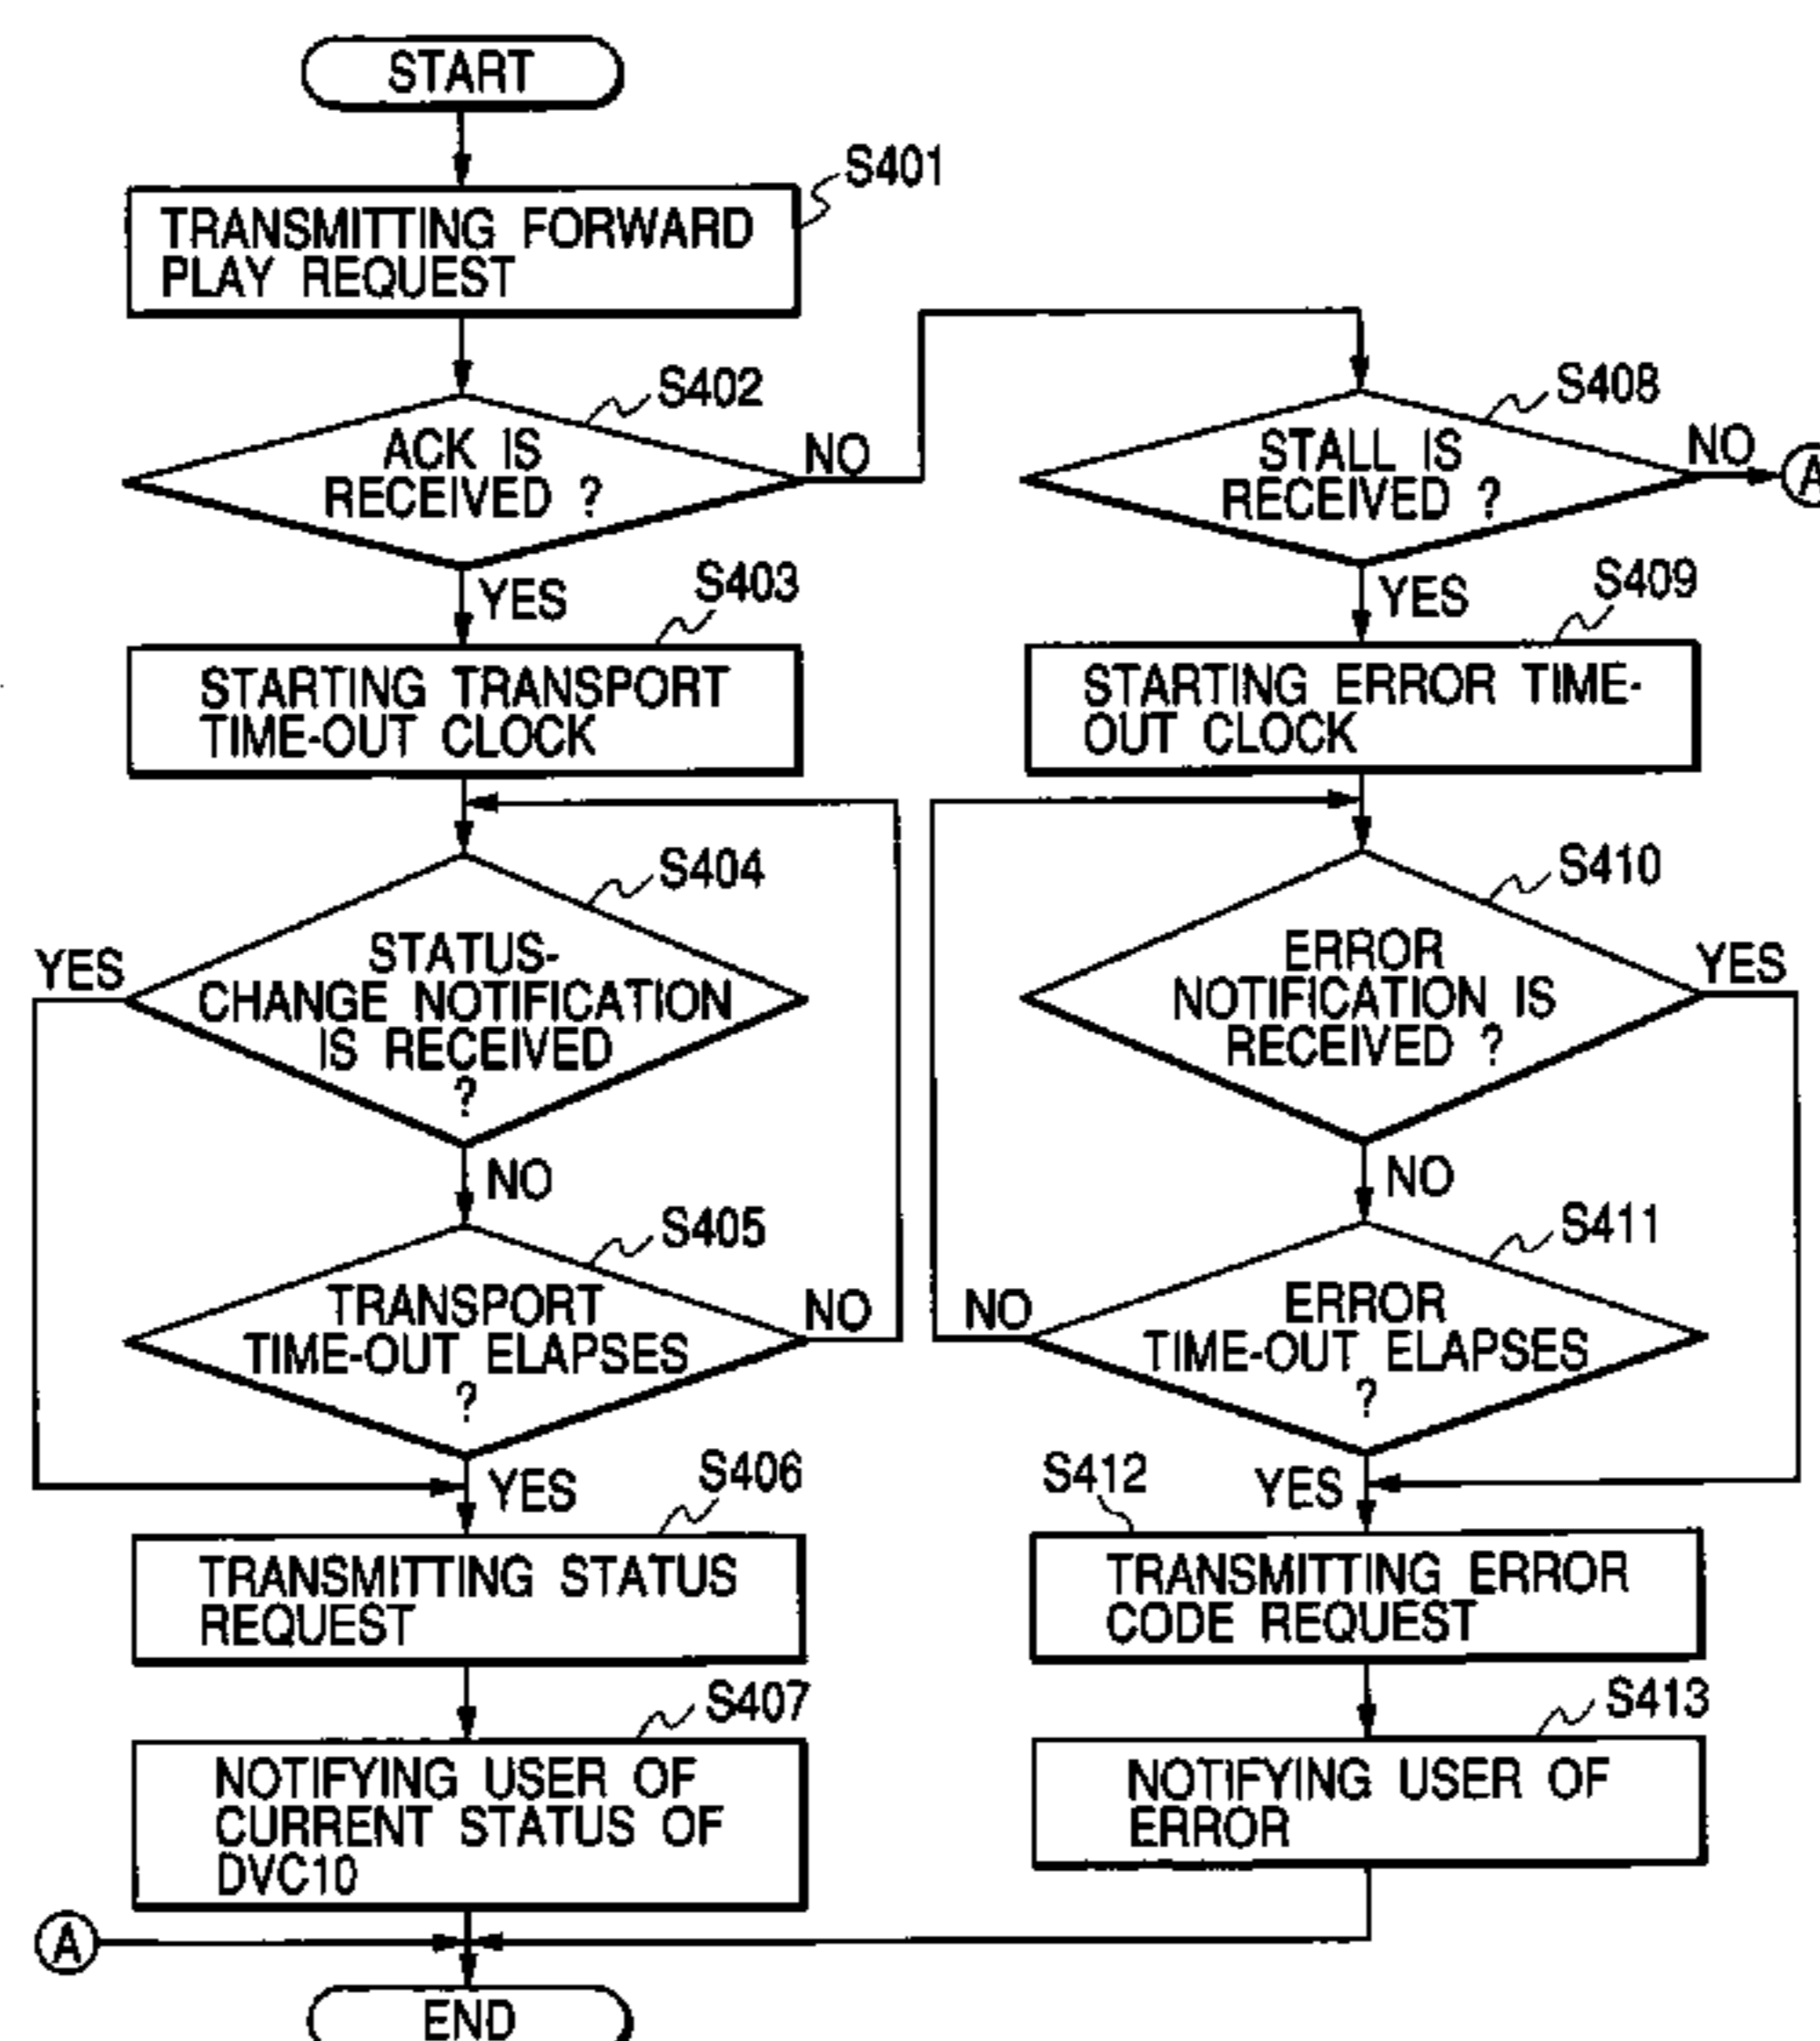 START
S401
TRANSMITTING FORWARD
PLAY REQUEST
S402
ACK IS
RECEIVED ?
NO
YES
S403
STARTING TRANSPORT
TIME-OUT CLOCK
S404
STATUS-
CHANGE NOTIFICATION
IS RECEIVED
?
YES
NO
S405
TRANSPORT
TIME-OUT ELAPSES
?
NO
YES
S406
TRANSMITTING STATUS
REQUEST
S407
NOTIFYING USER OF
CURRENT STATUS OF
DVC10
A
END
S408
STALL IS
RECEIVED ?
NO
A
YES
S409
STARTING ERROR TIME-
OUT CLOCK
S410
ERROR
NOTIFICATION IS
RECEIVED ?
YES
NO
S411
ERROR
TIME-OUT ELAPSES
?
NO
YES
S412
TRANSMITTING ERROR
CODE REQUEST
S413
NOTIFYING USER OF
ERROR